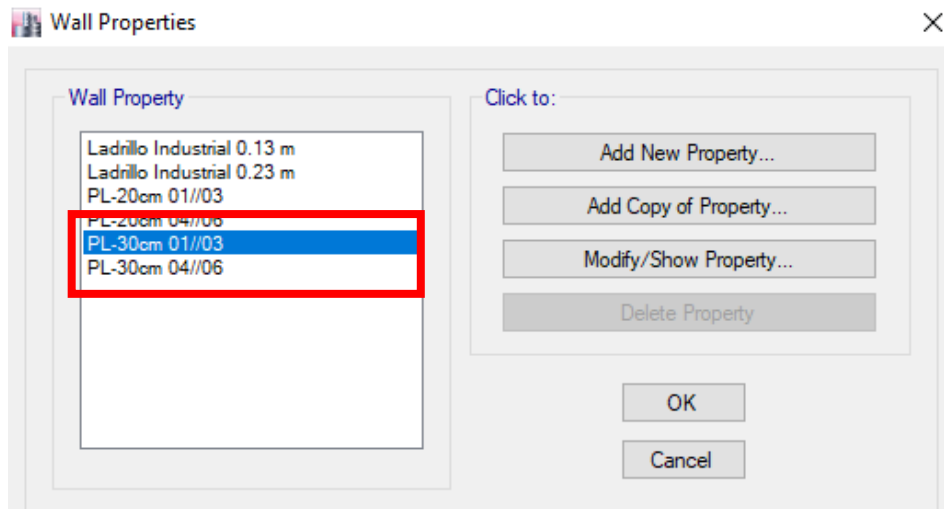 Wall Properties
Wall Property
Ladrillo Industrial 0.13 m
Ladrillo Industrial 0.23 m
PL-20cm 01//03
PL-20cm 04//06
PL-30cm 01//03
PL-30cm 04//06
Click to:
Add New Property...
Add Copy of Property...
Modify/Show Property...
Delete Property
OK
Cancel